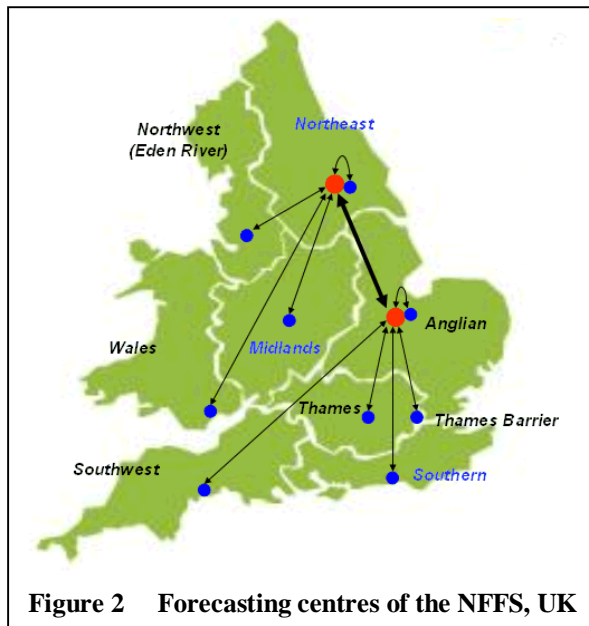 Northwest
(Eden River)
Northeast
Wales
Midlands
Anglian
Thames
Thames Barrier
Southwest
Southern
Figure 2 Forecasting centres of the NFFS, UK